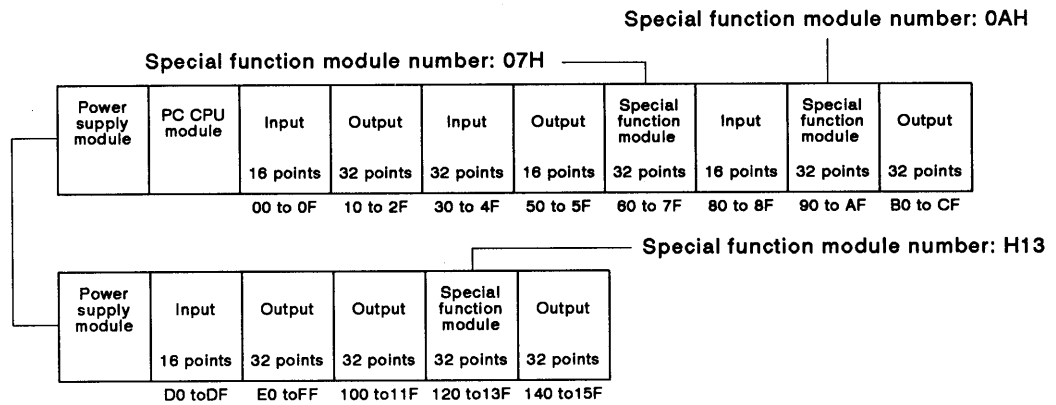 Special function module number: 0AH
Special function module number: 07H
Power supply module
PC CPU module
Input
Output
Input
Output
Special function module
Input
Special function module
Output
16 points
32 points
32 points
16 points
32 points
16 points
32 points
32 points
00 to 0F
10 to 2F
30 to 4F
50 to 5F
60 to 7F
80 to 8F
90 to AF
B0 to CF
Special function module number: H13
Power supply module
Input
Output
Output
Special function module
Output
16 points
32 points
32 points
32 points
32 points
D0 toDF
E0 toFF
100 to11F
120 to13F
140 to15F